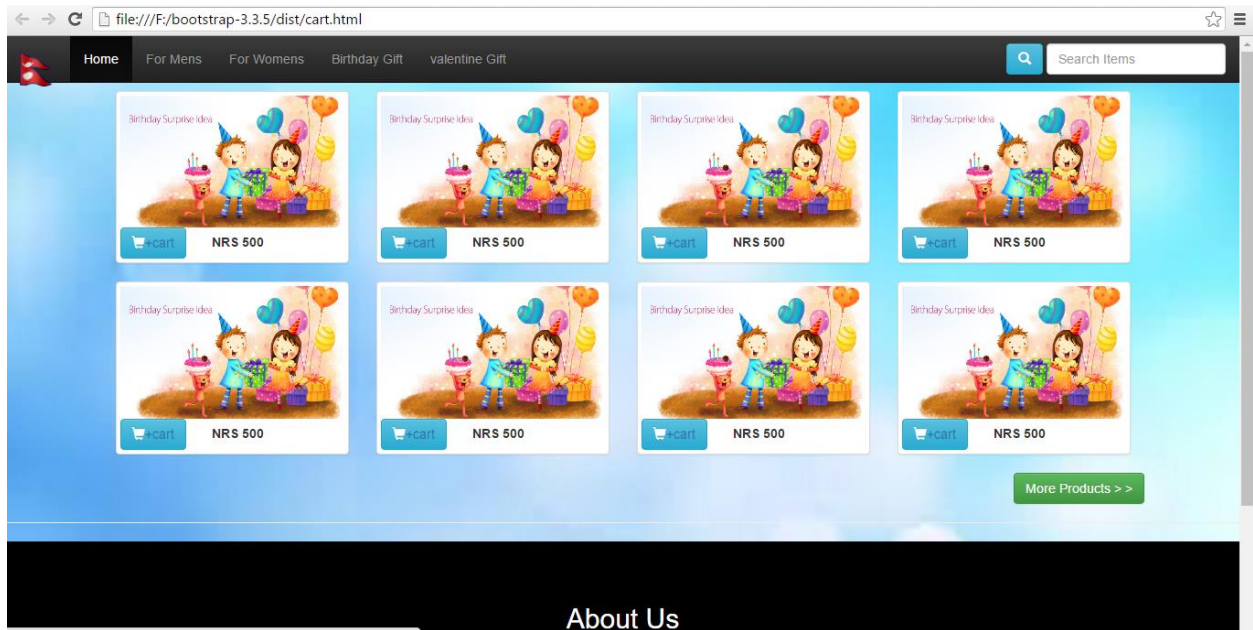 file:///F:/bootstrap-3.3.5/dist/cart.html
Home For Mens For Womens Birthday Gift valentine Gift Search Items
Birthday Surprise Idea Birthday Surprise Idea Birthday Surprise Idea Birthday Surprise Idea
+cart NRS 500 +cart NRS 500 +cart NRS 500 +cart NRS 500
Birthday Surprise Idea Birthday Surprise Idea Birthday Surprise Idea Birthday Surprise Idea
+cart NRS 500 +cart NRS 500 +cart NRS 500 +cart NRS 500
More Products > >
About Us